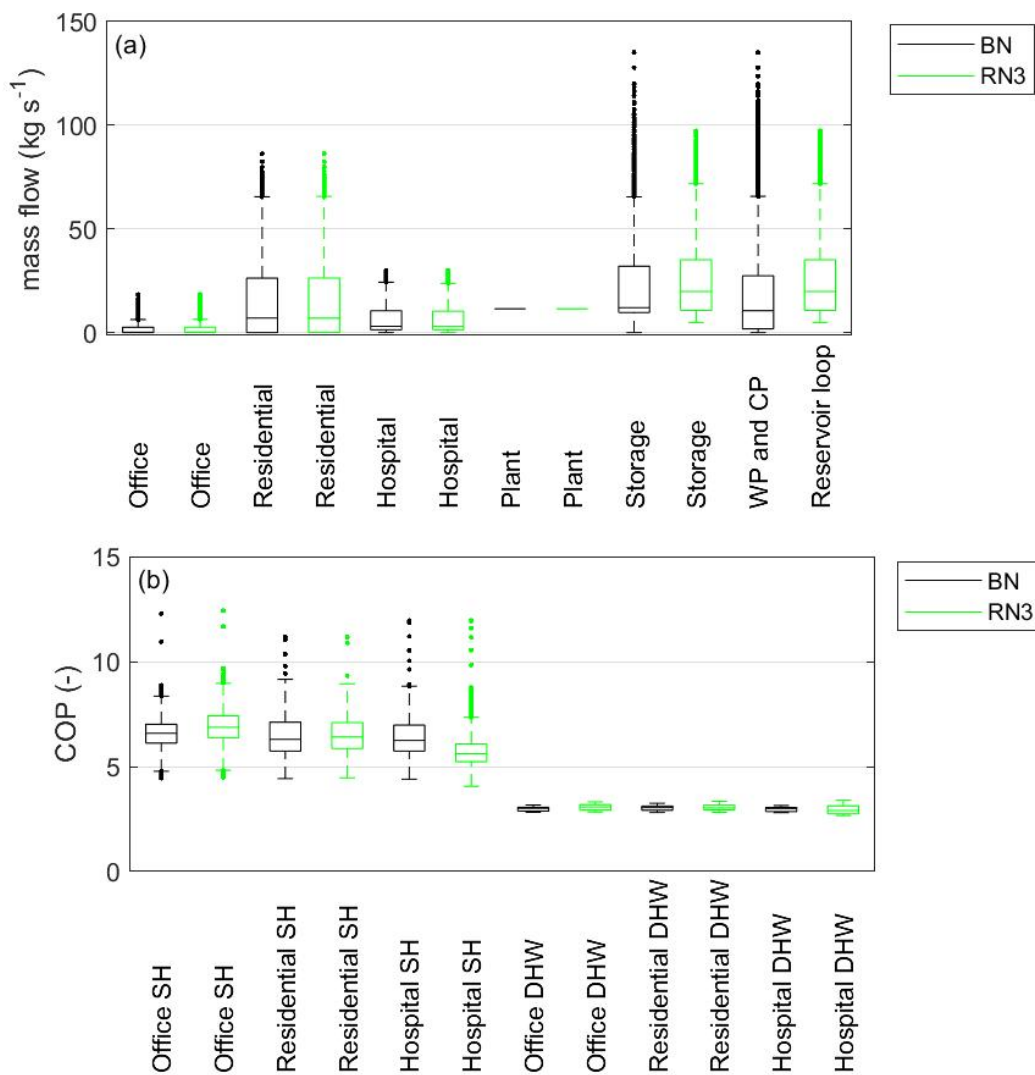 (a)
BN
RN3
mass flow (kg s⁻¹)
150
100
50
0
Office
Office
Residential
Residential
Hospital
Hospital
Plant
Plant
Storage
Storage
WP and CP
Reservoir loop
(b)
BN
RN3
COP (-)
15
10
5
0
Office SH
Office SH
Residential SH
Residential SH
Hospital SH
Hospital SH
Office DHW
Office DHW
Residential DHW
Residential DHW
Hospital DHW
Hospital DHW